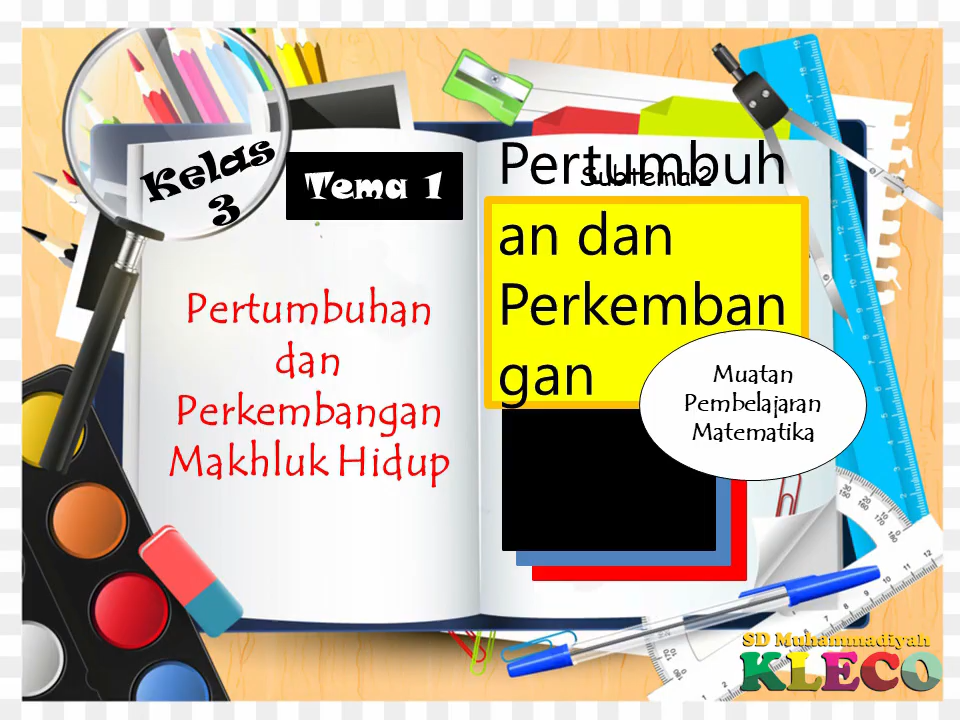 Kelas
3
Tema 1
Pertumbuhan
dan
Perkembangan
Makhluk Hidup
Subtema 2
Pertumbuh
an dan
Perkemban
gan
Muatan
Pembelajaran
Matematika
SD Muhammadiyah
KLECO